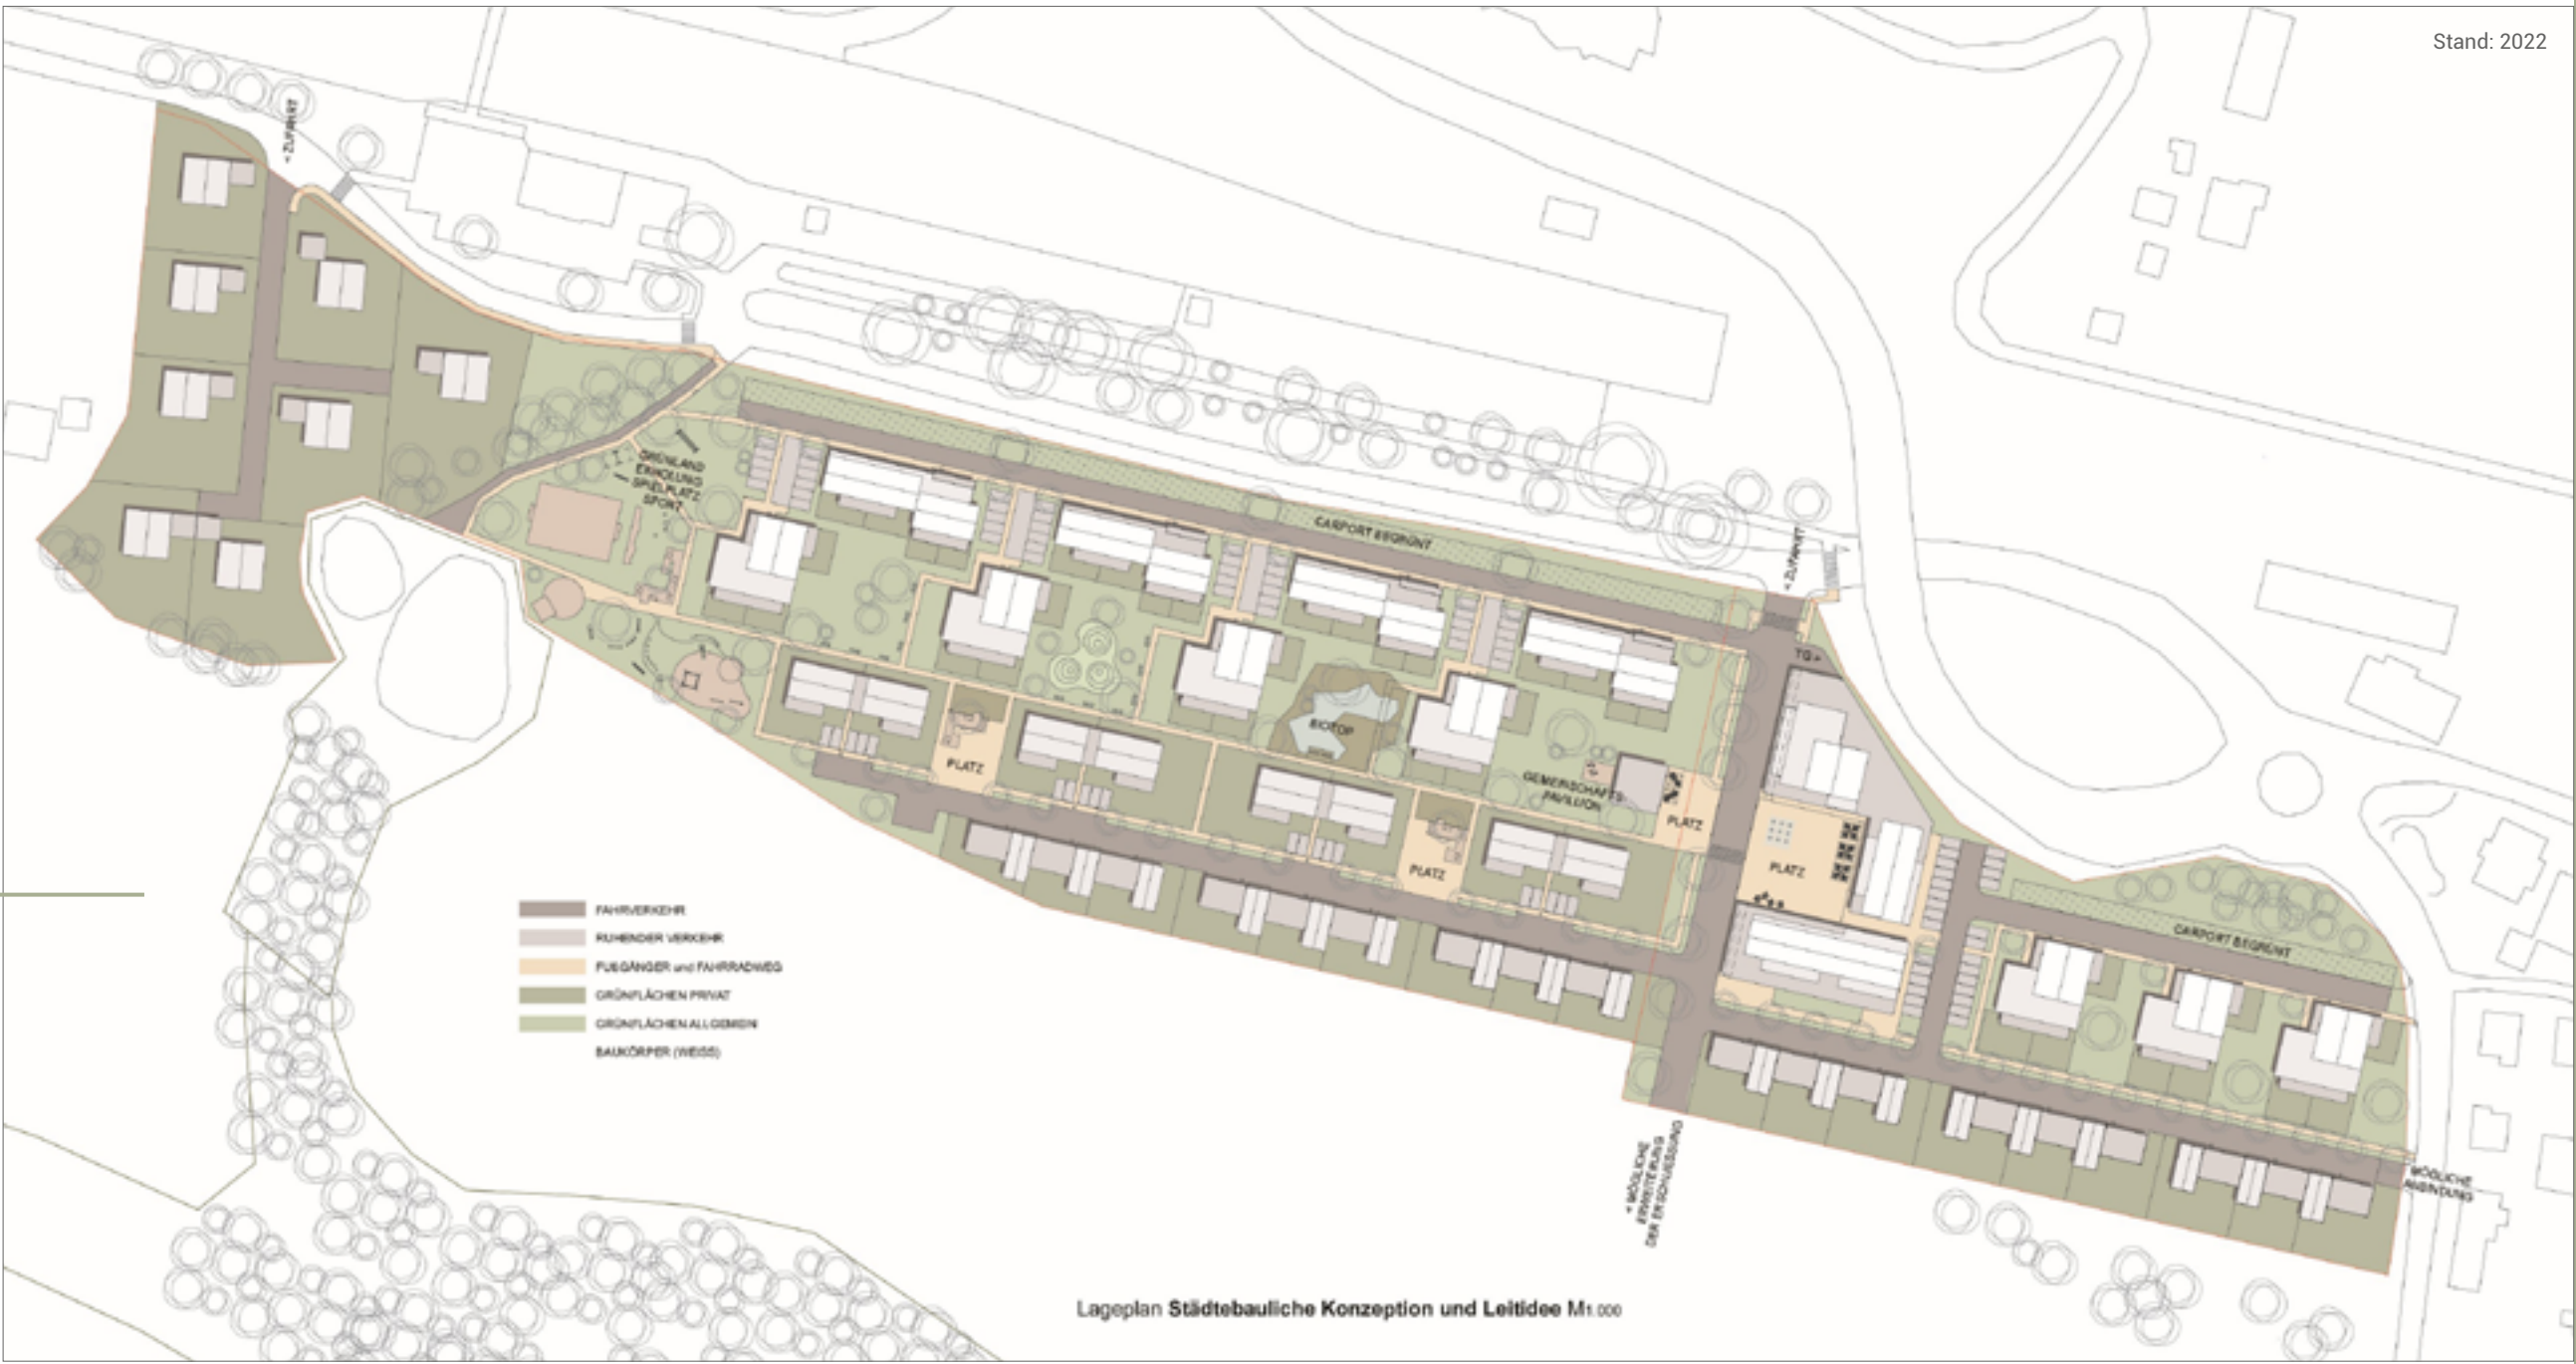 Stand: 2022
< ZUFAHRT
GRÜNLAND
ERHOLUNG
SPIELPLATZ
SPORT
CARPORT BEGRÜNT
< ZUFAHRT
TG >
BIOTOP
PLATZ
GEMEINSCHAFTS-
PAVILLION
PLATZ
PLATZ
PLATZ
CARPORT BEGRÜNT
FAHRVERKEHR
RUHENDER VERKEHR
FUßGÄNGER und FAHRRADWEG
GRÜNFLÄCHEN PRIVAT
GRÜNFLÄCHEN ALLGEMEIN
BAUKÖRPER (WEISS)
< MÖGLICHE
ERWEITERUNG
DER ERSCHLIESSUNG
MÖGLICHE
ANBINDUNG
Lageplan Städtebauliche Konzeption und Leitidee M1.000